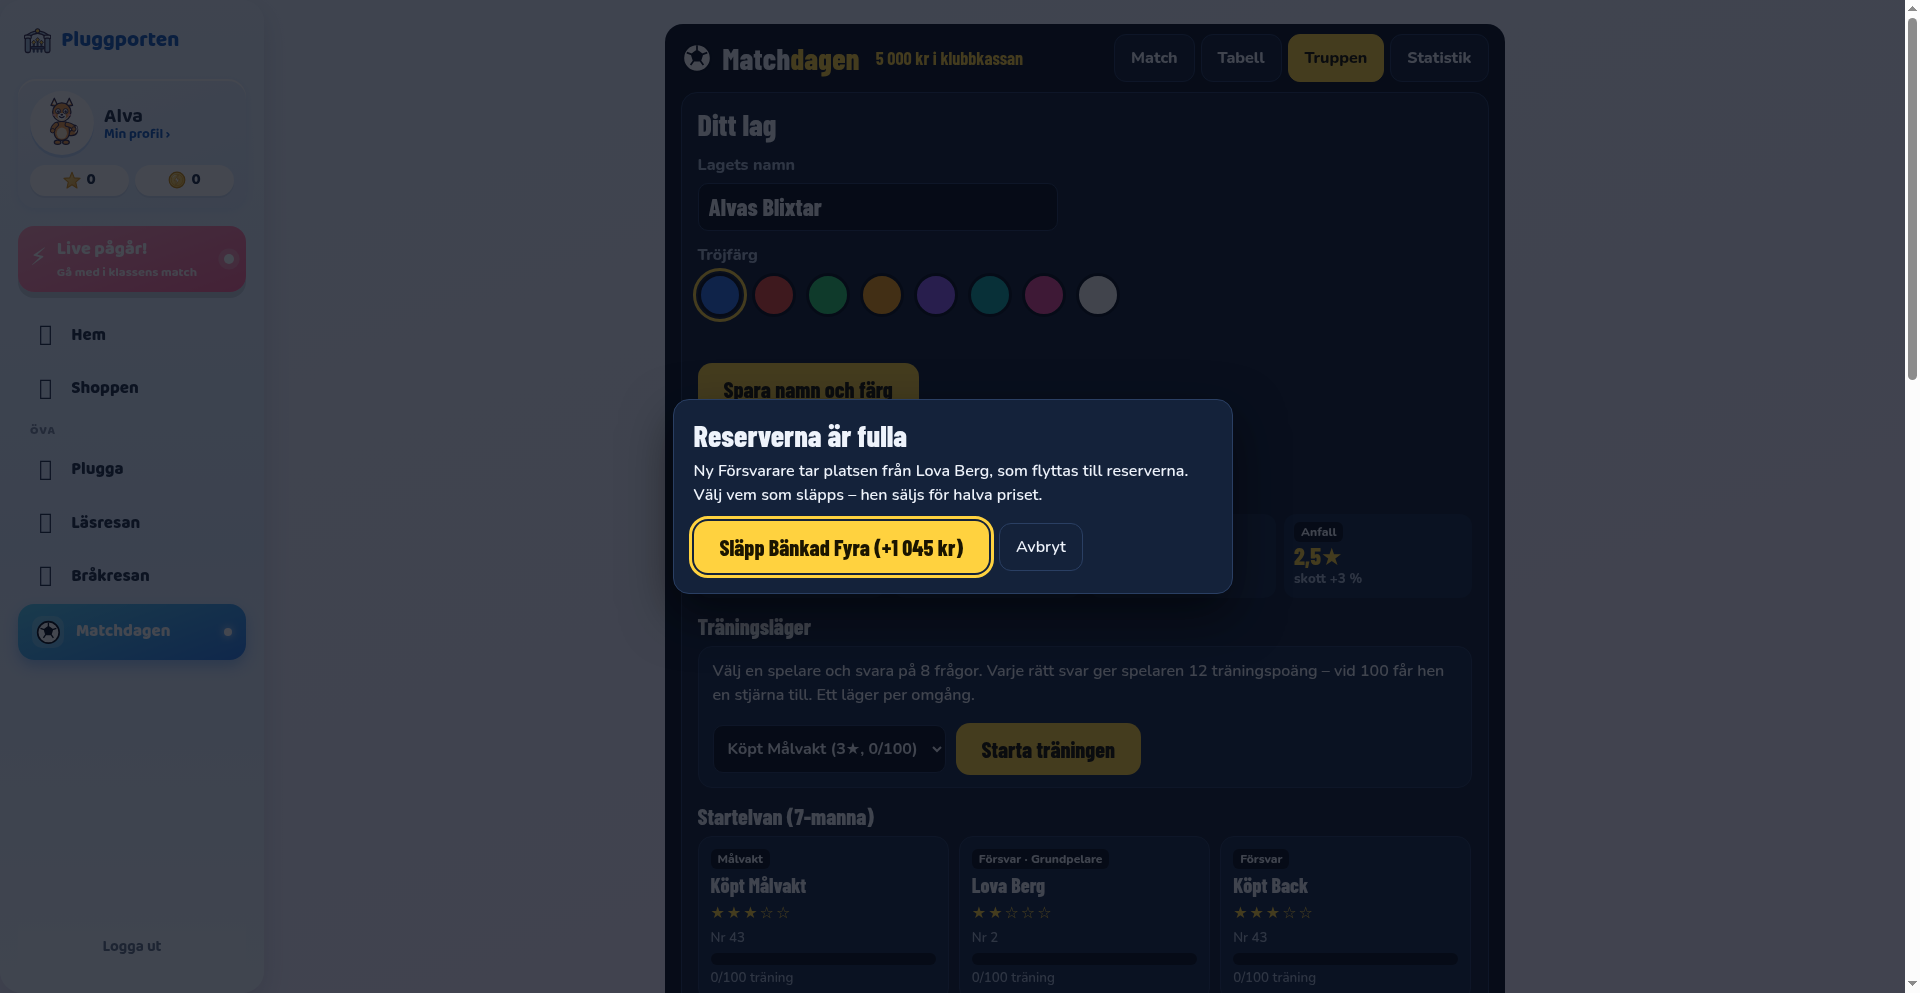 Pluggporten
Alva
Min profil ›
0
0
Live pågår!
Gå med i klassens match
Hem
Shoppen
ÖVA
Plugga
Läsresan
Bråkresan
Matchdagen
Logga ut
Matchdagen
5 000 kr i klubbkassan
Match
Tabell
Truppen
Statistik
Ditt lag
Lagets namn
Alvas Blixtar
Tröjfärg
Spara namn och färg
Reserverna är fulla
Ny Försvarare tar platsen från Lova Berg, som flyttas till reserverna.
Välj vem som släpps – hen säljs för halva priset.
Släpp Bänkad Fyra (+1 045 kr)
Avbryt
Anfall
2,5★
skott +3 %
Träningsläger
Välj en spelare och svara på 8 frågor. Varje rätt svar ger spelaren 12 träningspoäng – vid 100 får hen
en stjärna till. Ett läger per omgång.
Köpt Målvakt (3★, 0/100)
Starta träningen
Startelvan (7-manna)
Målvakt
Köpt Målvakt
★★★☆☆
Nr 43
0/100 träning
Försvar · Grundpelare
Lova Berg
★★☆☆☆
Nr 2
0/100 träning
Försvar
Köpt Back
★★★☆☆
Nr 43
0/100 träning